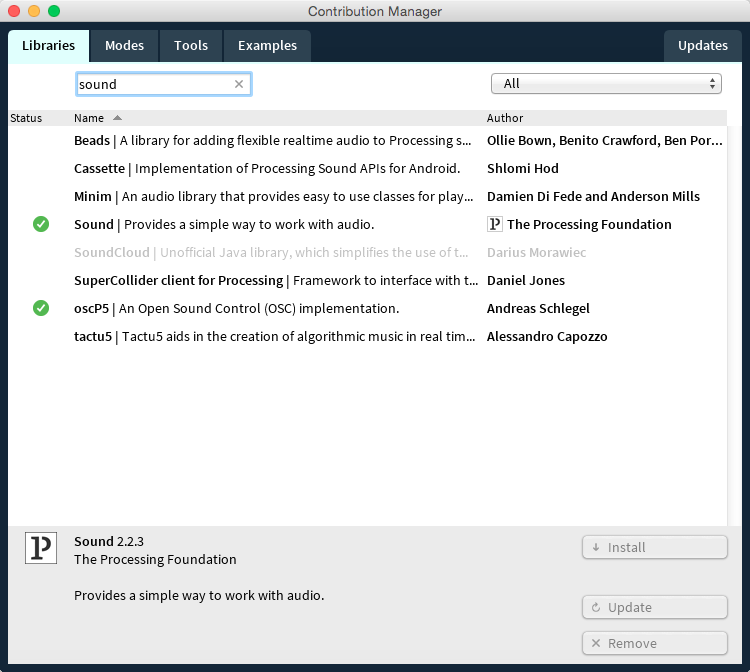 Contribution Manager
Libraries Modes Tools Examples Updates
sound All
Status Name Author
Beads | A library for adding flexible realtime audio to Processing s... Ollie Bown, Benito Crawford, Ben Por...
Cassette | Implementation of Processing Sound APIs for Android. Shlomi Hod
Minim | An audio library that provides easy to use classes for play... Damien Di Fede and Anderson Mills
Sound | Provides a simple way to work with audio. P The Processing Foundation
SoundCloud | Unofficial Java library, which simplifies the use of t... Darius Morawiec
SuperCollider client for Processing | Framework to interface with t... Daniel Jones
oscP5 | An Open Sound Control (OSC) implementation. Andreas Schlegel
tactu5 | Tactu5 aids in the creation of algorithmic music in real tim... Alessandro Capozzo
P Sound 2.2.3 Install
The Processing Foundation
Provides a simple way to work with audio.
Update
Remove